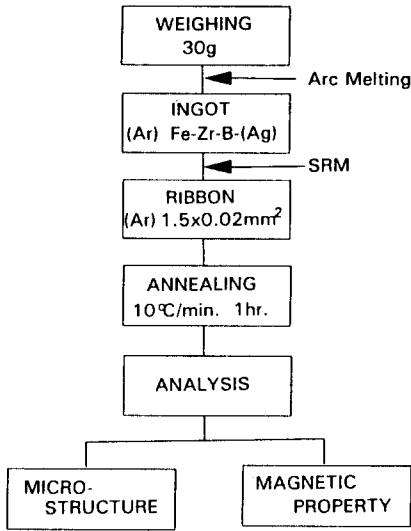 WEIGHING
30g
Arc Melting
INGOT
(Ar) Fe-Zr-B-(Ag)
SRM
RIBBON
(Ar) 1.5x0.02mm²
ANNEALING
10℃/min. 1hr.
ANALYSIS
MICRO-
STRUCTURE
MAGNETIC
PROPERTY